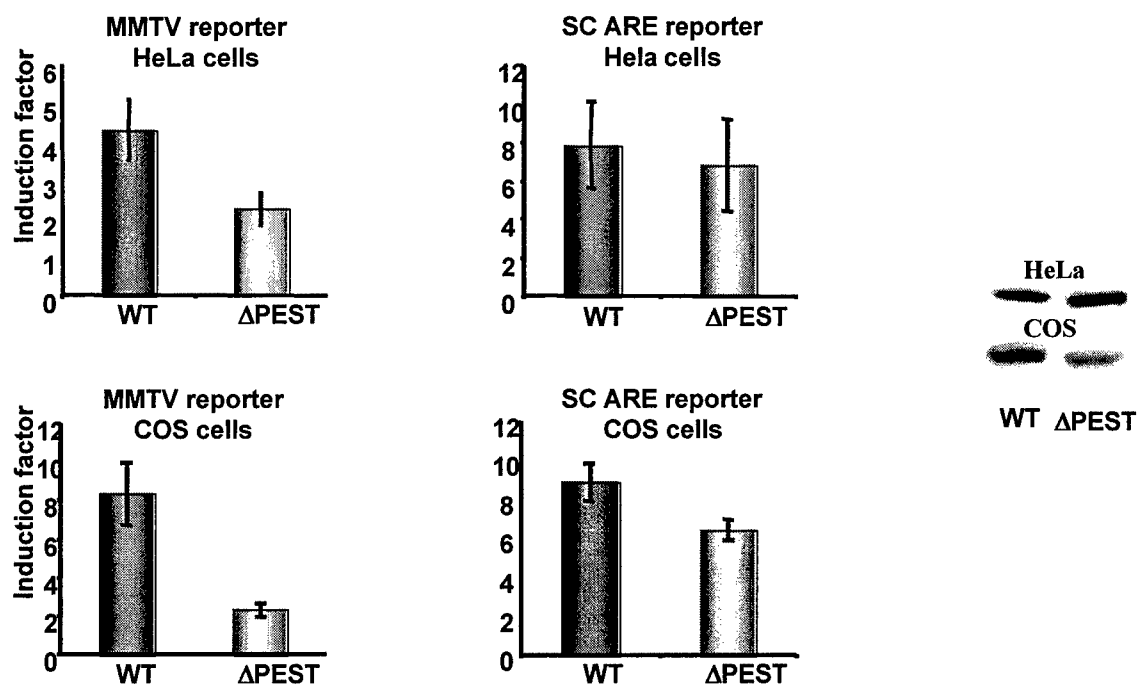 MMTV reporter
HeLa cells
Induction factor
6
5
4
3
2
1
0
WT ΔPEST
SC ARE reporter
Hela cells
12
10
8
6
4
2
0
WT ΔPEST
HeLa
COS
WT ΔPEST
MMTV reporter
COS cells
Induction factor
12
10
8
6
4
2
0
WT ΔPEST
SC ARE reporter
COS cells
12
10
8
6
4
2
0
WT ΔPEST